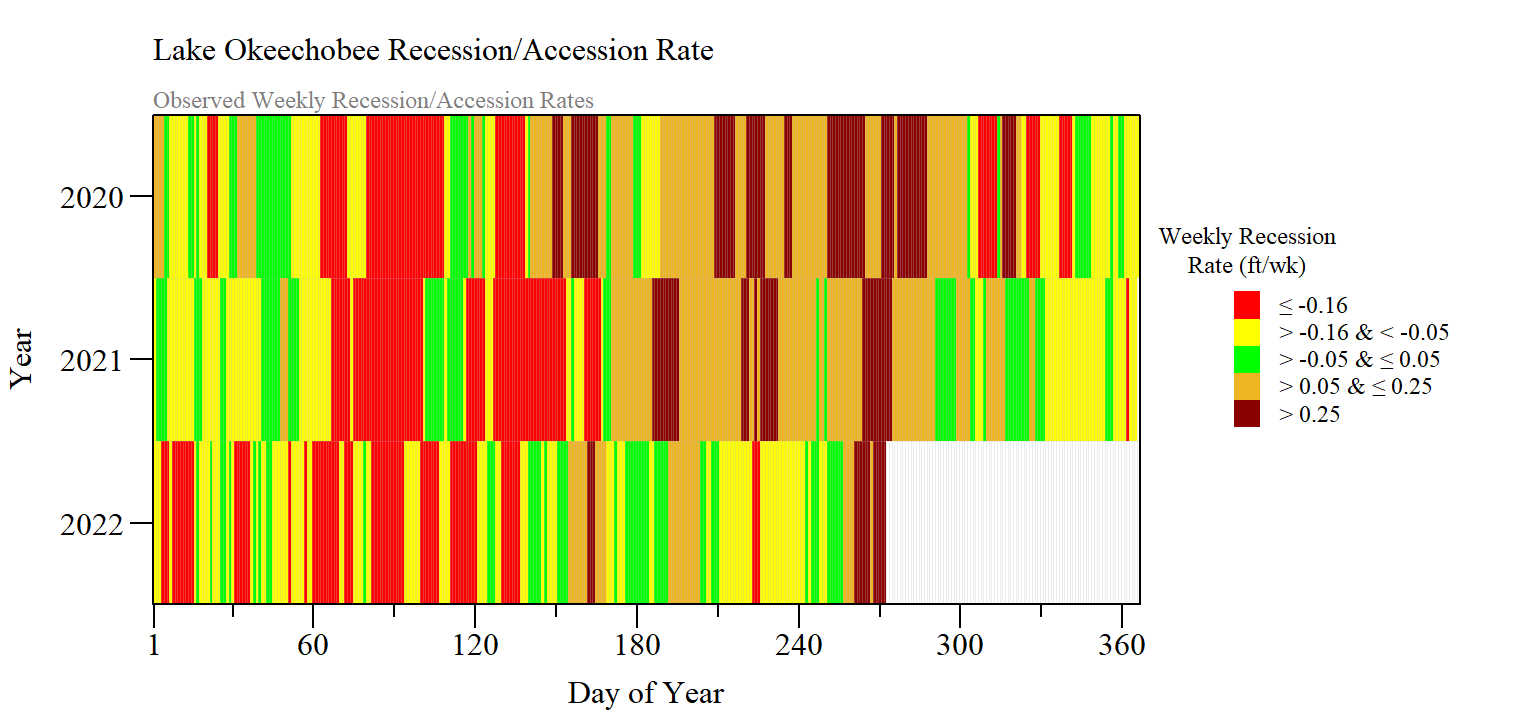 Lake Okeechobee Recession/Accession Rate
Observed Weekly Recession/Accession Rates
2020
2021
2022
Year
1 60 120 180 240 300 360
Day of Year
Weekly Recession
Rate (ft/wk)
≤ -0.16
> -0.16 & < -0.05
> -0.05 & ≤ 0.05
> 0.05 & ≤ 0.25
> 0.25